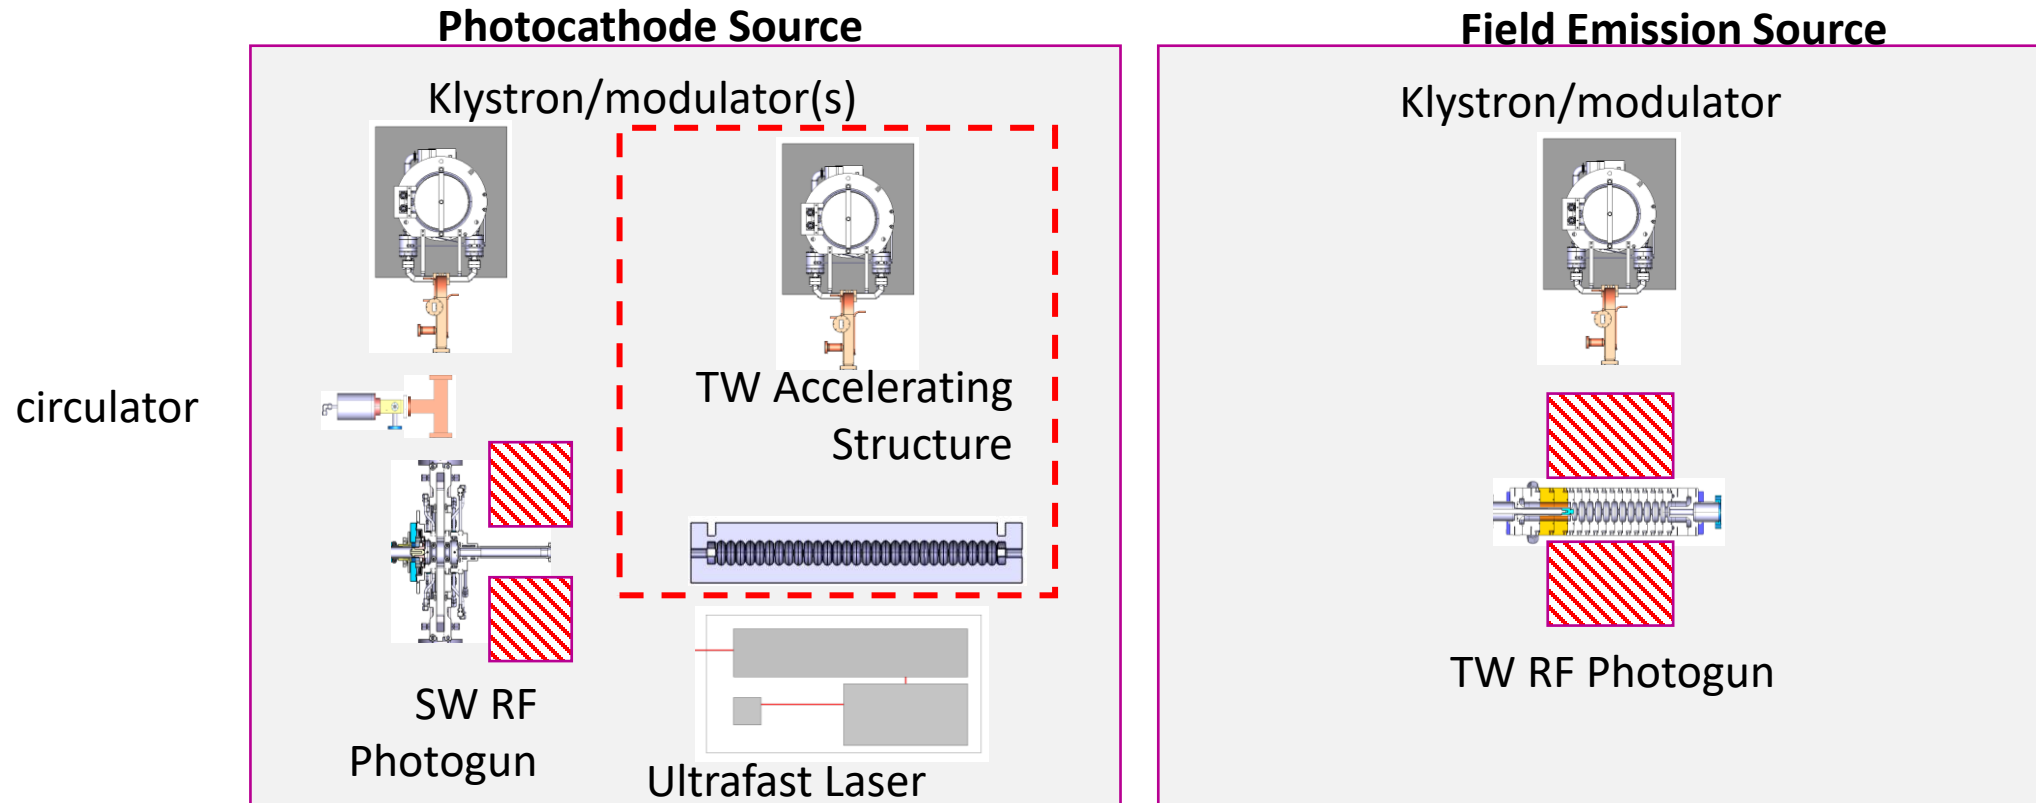 Photocathode Source
Field Emission Source
Klystron/modulator(s)
Klystron/modulator
circulator
TW Accelerating
Structure
SW RF
Photogun
Ultrafast Laser
TW RF Photogun